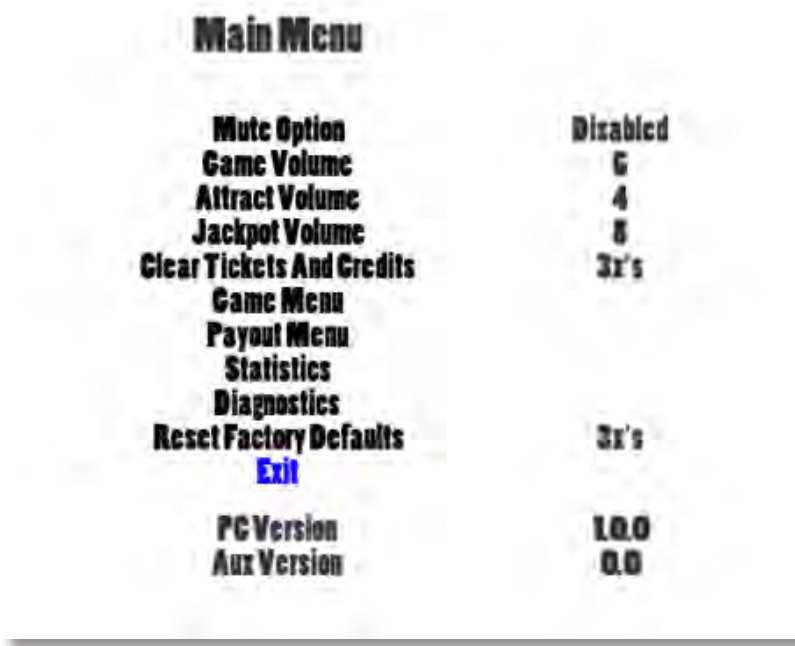 Main Menu
Mute Option Disabled
Game Volume 6
Attract Volume 4
Jackpot Volume 8
Clear Tickets And Credits 3x's
Game Menu
Payout Menu
Statistics
Diagnostics
Reset Factory Defaults 3x's
Exit
PC Version 1.0.0
Aux Version 0.0